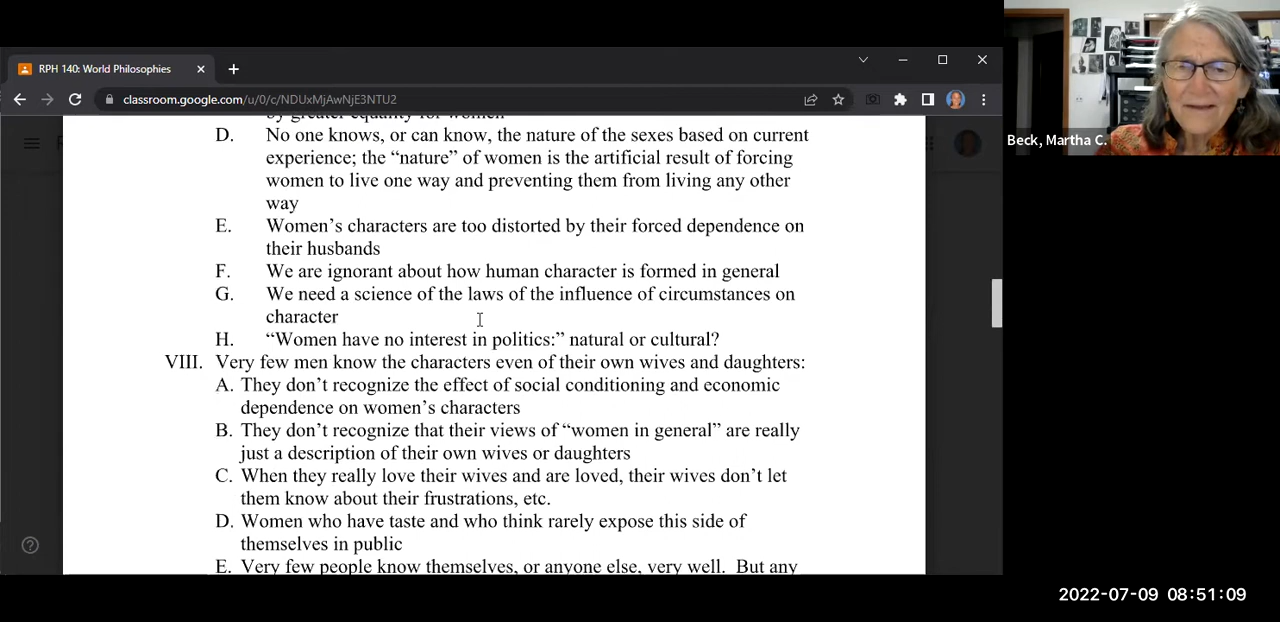 RPH 140: World Philosophies
classroom.google.com/u/0/c/NDUxMjAwNjE3NTU2
Beck, Martha C.
by greater equality for women
D. No one knows, or can know, the nature of the sexes based on current
experience; the “nature” of women is the artificial result of forcing
women to live one way and preventing them from living any other
way
E. Women’s characters are too distorted by their forced dependence on
their husbands
F. We are ignorant about how human character is formed in general
G. We need a science of the laws of the influence of circumstances on
character
H. “Women have no interest in politics:” natural or cultural?
VIII. Very few men know the characters even of their own wives and daughters:
A. They don’t recognize the effect of social conditioning and economic
dependence on women’s characters
B. They don’t recognize that their views of “women in general” are really
just a description of their own wives or daughters
C. When they really love their wives and are loved, their wives don’t let
them know about their frustrations, etc.
D. Women who have taste and who think rarely expose this side of
themselves in public
E. Very few people know themselves, or anyone else, very well. But any
2022-07-09 08:51:09